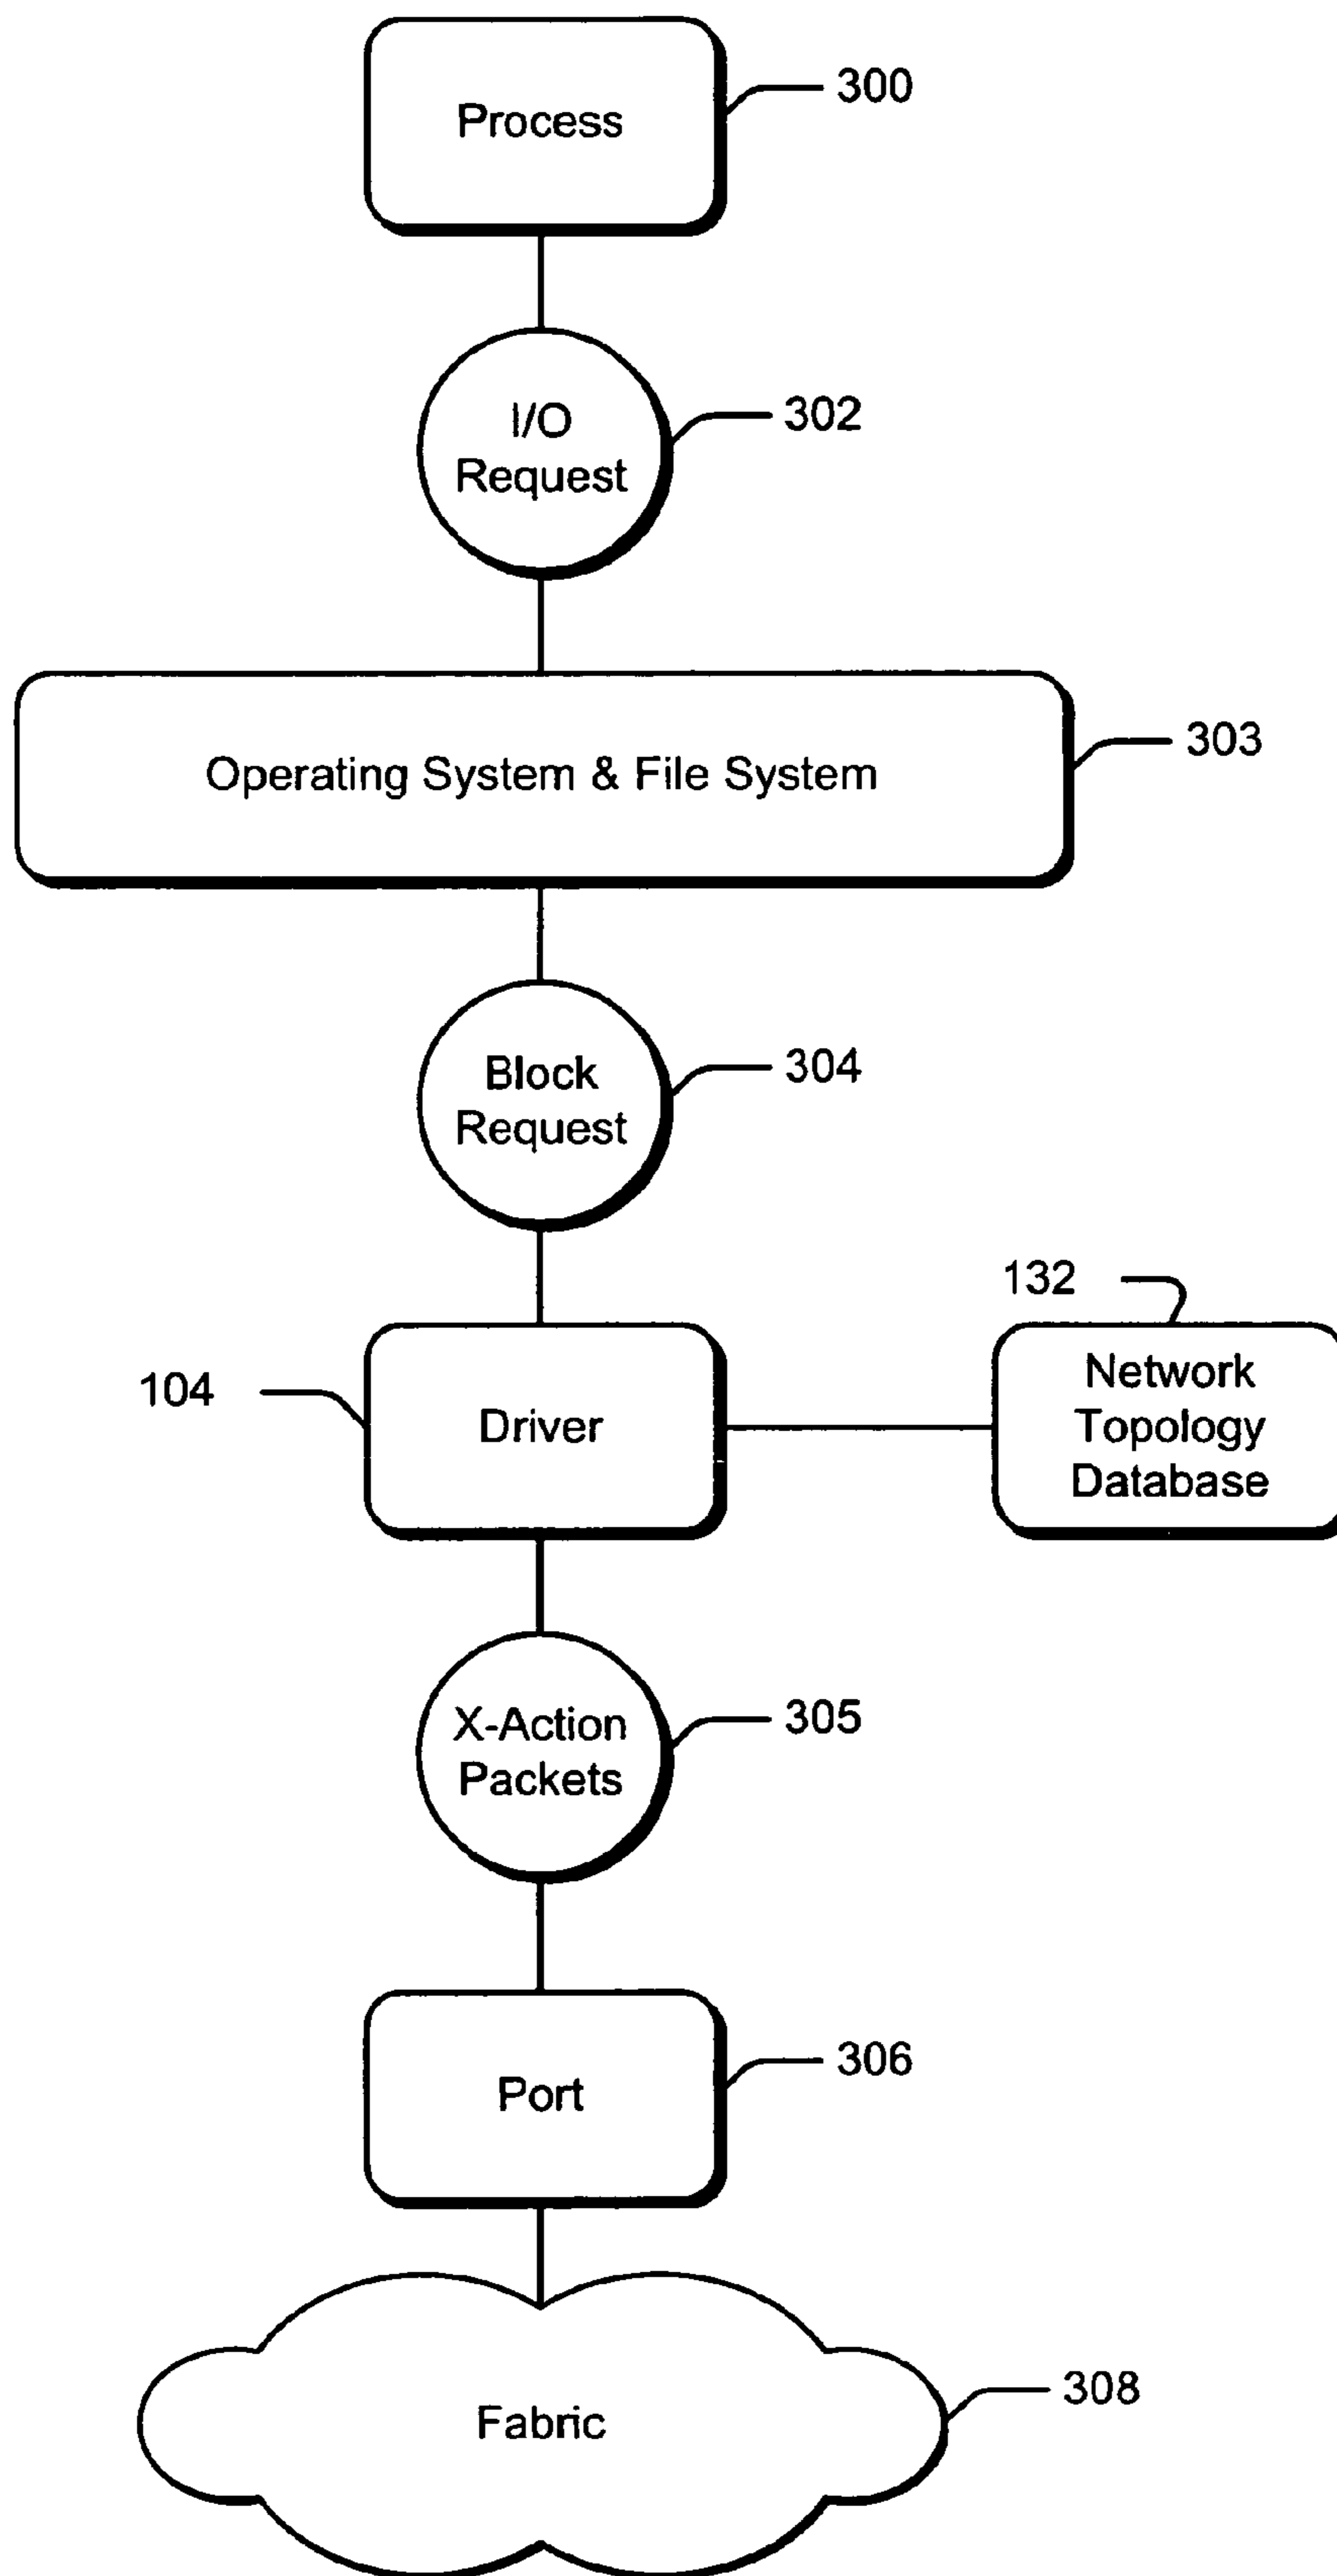 Process
300
I/O
Request
302
Operating System & File System
303
Block
Request
304
132
104
Driver
Network
Topology
Database
X-Action
Packets
305
Port
306
Fabric
308